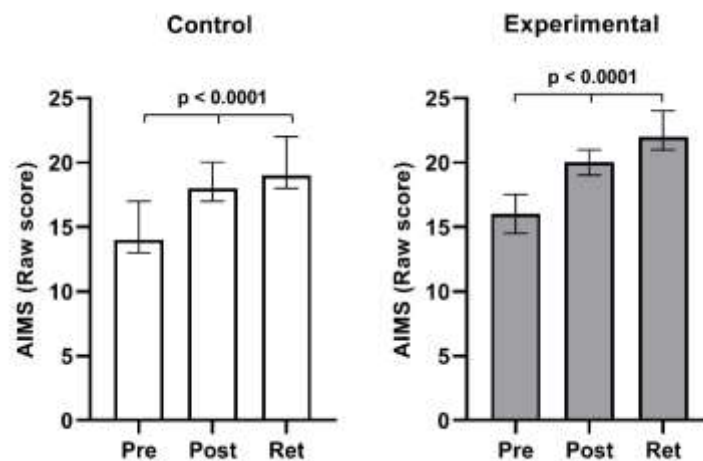 Control
p < 0.0001
25
20
15
10
5
0
AIMS (Raw score)
Pre Post Ret
Experimental
p < 0.0001
25
20
15
10
5
0
AIMS (Raw score)
Pre Post Ret